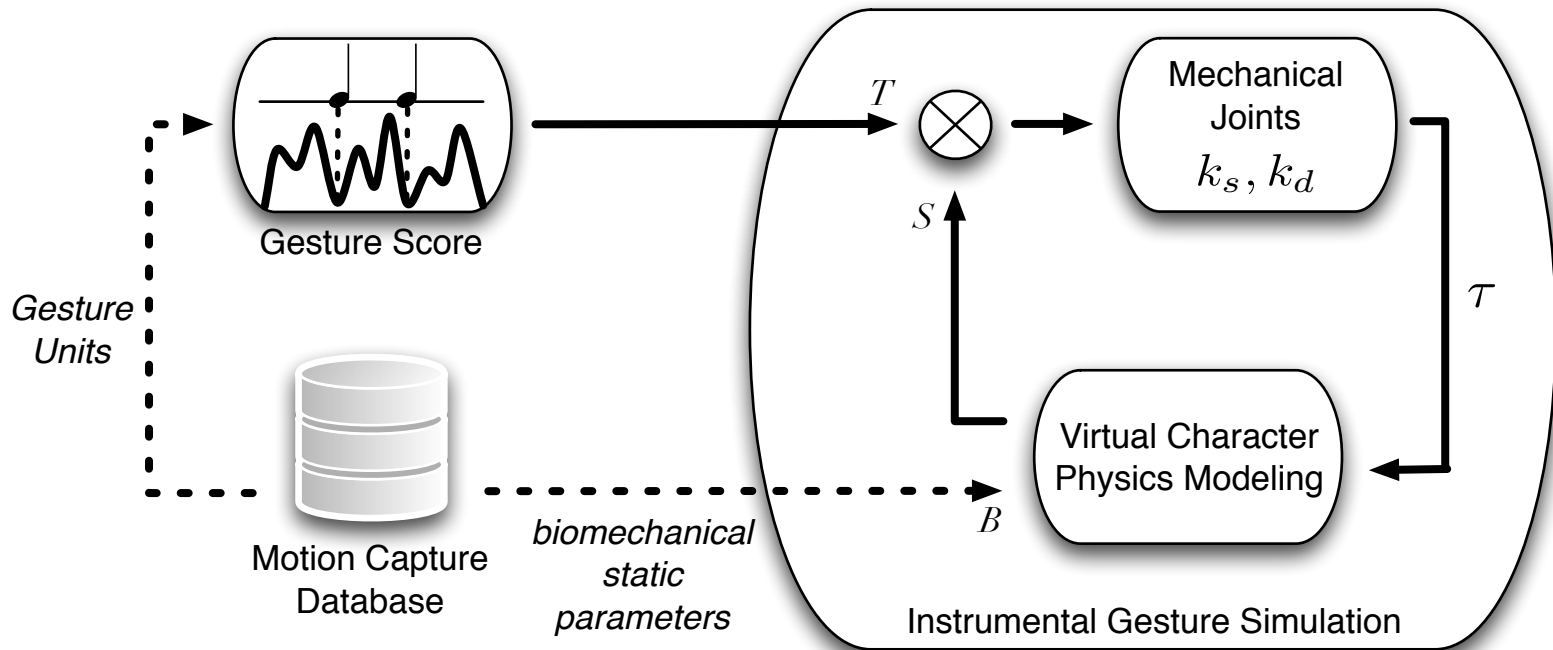 Mechanical
Joints
k_s, k_d
T
S
τ
Gesture Score
Gesture
Units
Virtual Character
Physics Modeling
B
Motion Capture
Database
biomechanical
static
parameters
Instrumental Gesture Simulation